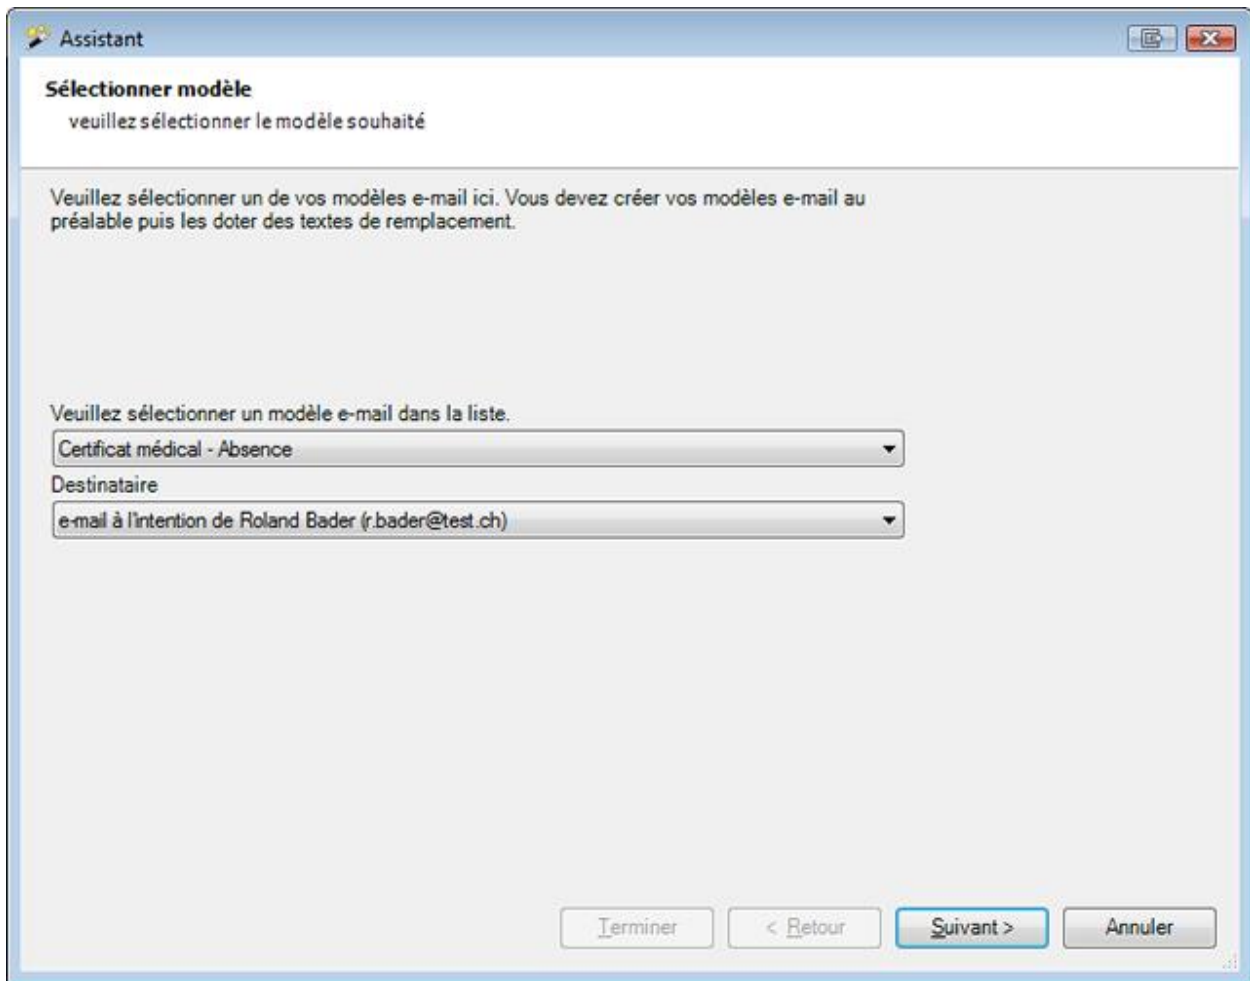 Assistant
Sélectionner modèle
veuillez sélectionner le modèle souhaité
Veuillez sélectionner un de vos modèles e-mail ici. Vous devez créer vos modèles e-mail au
préalable puis les doter des textes de remplacement.
Veuillez sélectionner un modèle e-mail dans la liste.
Certificat médical - Absence
Destinataire
e-mail à l'intention de Roland Bader (r.bader@test.ch)
Terminer
< Retour
Suivant >
Annuler